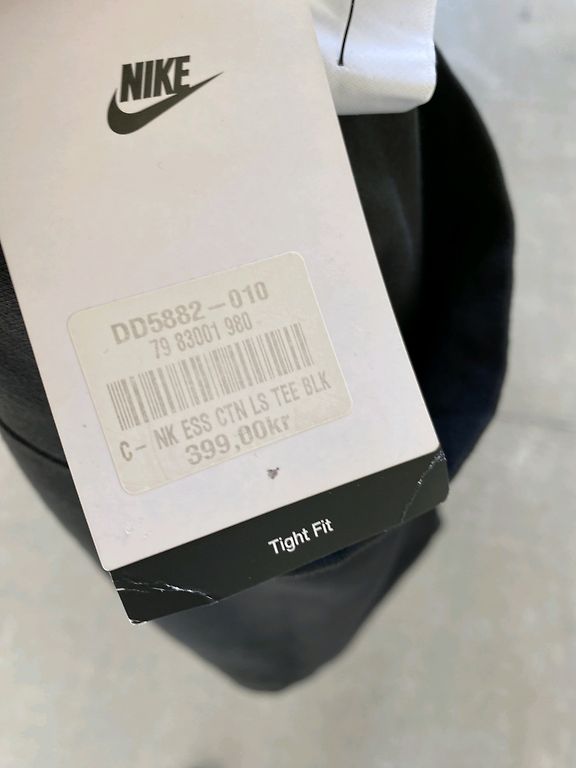 NIKE
DD5882-010
79 83001 980
C- NK ESS CTN LS TEE BLK
399,00kr
Tight Fit